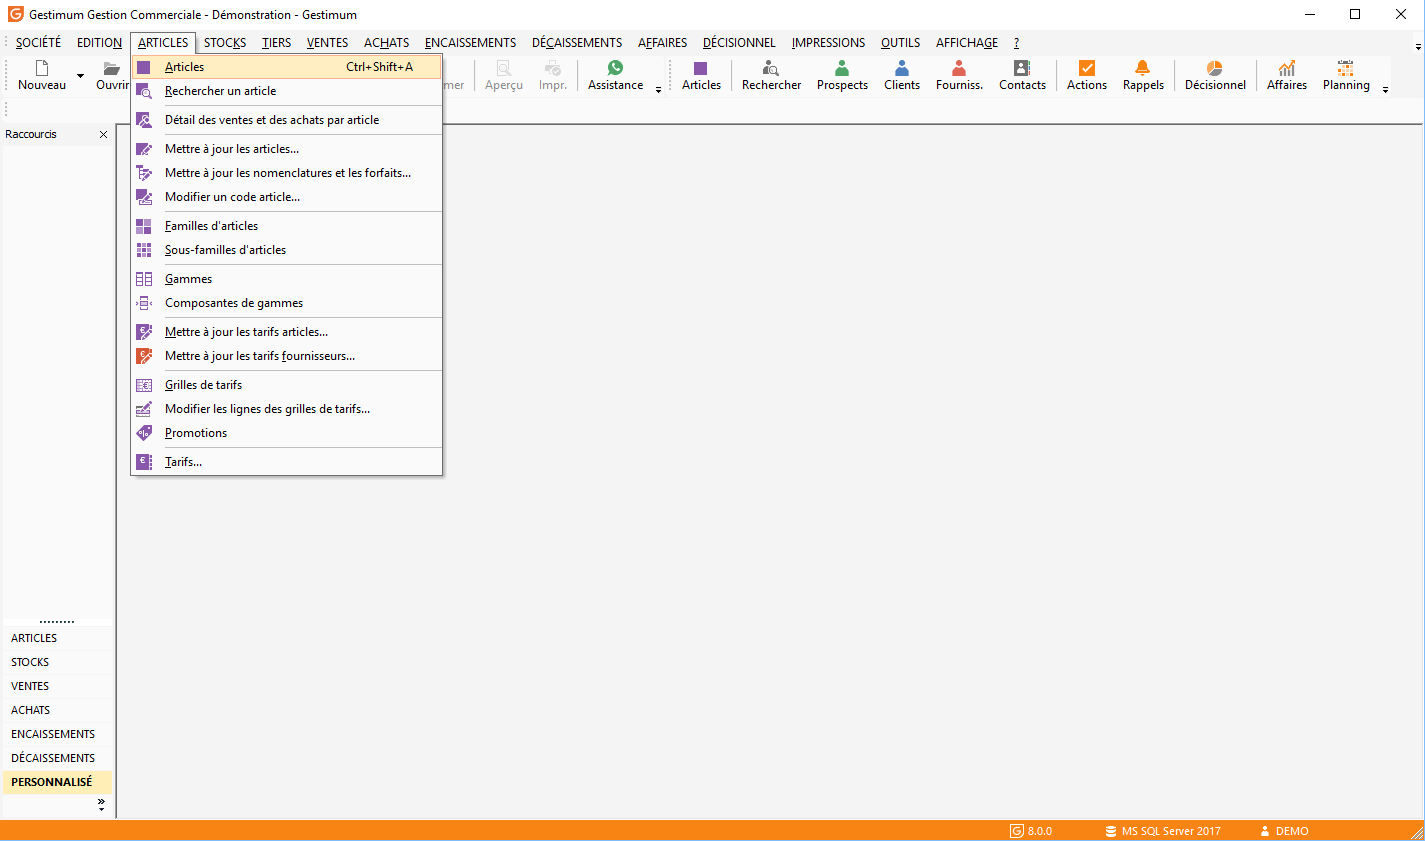 Gestimum Gestion Commerciale - Démonstration - Gestimum
SOCIÉTÉ EDITION ARTICLES STOCKS TIERS VENTES ACHATS ENCAISSEMENTS DÉCAISSEMENTS AFFAIRES DÉCISIONNEL IMPRESSIONS OUTILS AFFICHAGE ?
Nouveau Ouvrir mer Aperçu Impr. Assistance Articles Rechercher Prospects Clients Fourniss. Contacts Actions Rappels Décisionnel Affaires Planning
Articles Ctrl+Shift+A
Rechercher un article
Détail des ventes et des achats par article
Mettre à jour les articles...
Mettre à jour les nomenclatures et les forfaits...
Modifier un code article...
Familles d'articles
Sous-familles d'articles
Gammes
Composantes de gammes
Mettre à jour les tarifs articles...
Mettre à jour les tarifs fournisseurs...
Grilles de tarifs
Modifier les lignes des grilles de tarifs...
Promotions
Tarifs...
Raccourcis
ARTICLES
STOCKS
VENTES
ACHATS
ENCAISSEMENTS
DÉCAISSEMENTS
PERSONNALISÉ
8.0.0 MS SQL Server 2017 DEMO